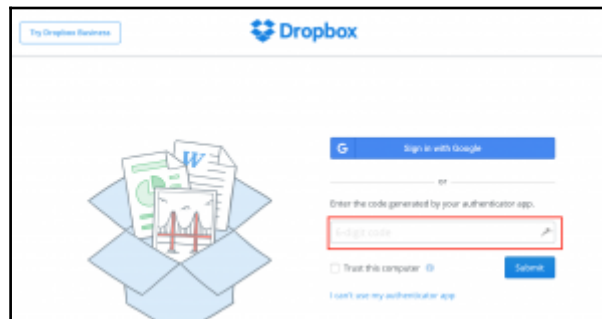 Try Dropbox Business
Dropbox
G Sign in with Google
or
Enter the code generated by your authenticator app.
6-digit code
Trust this computer
Submit
I can't use my authenticator app
W